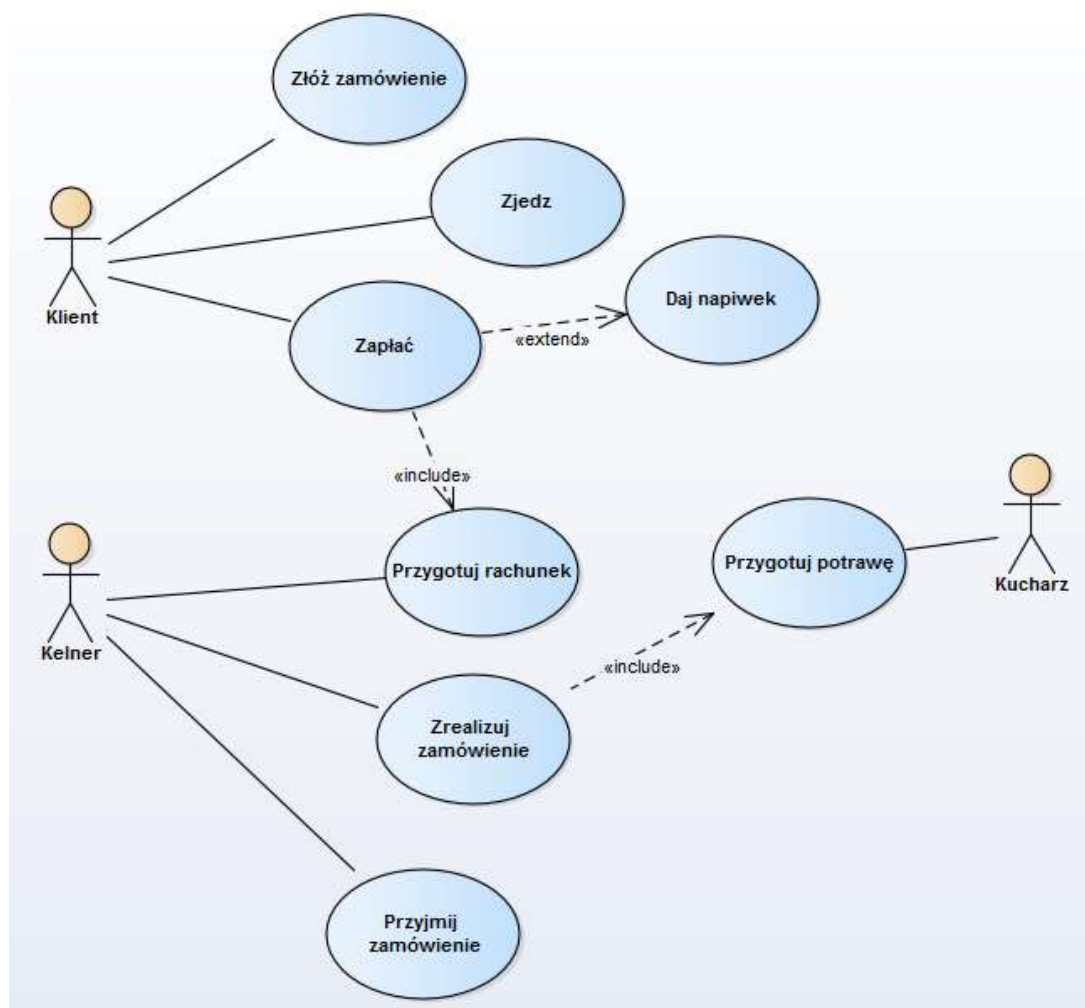 Złóż zamówienie
Zjedz
Daj napiwek
Klient
Zapłać
«extend»
«include»
Przygotuj rachunek
Przygotuj potrawę
Kucharz
Kelner
«include»
Zrealizuj
zamówienie
Przyjmij
zamówienie